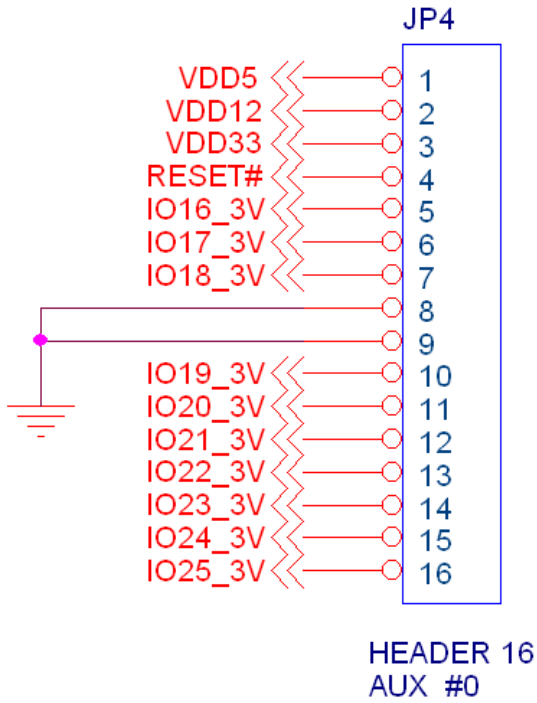 JP4
VDD5 1
VDD12 2
VDD33 3
RESET# 4
IO16_3V 5
IO17_3V 6
IO18_3V 7
8
9
IO19_3V 10
IO20_3V 11
IO21_3V 12
IO22_3V 13
IO23_3V 14
IO24_3V 15
IO25_3V 16
HEADER 16
AUX #0